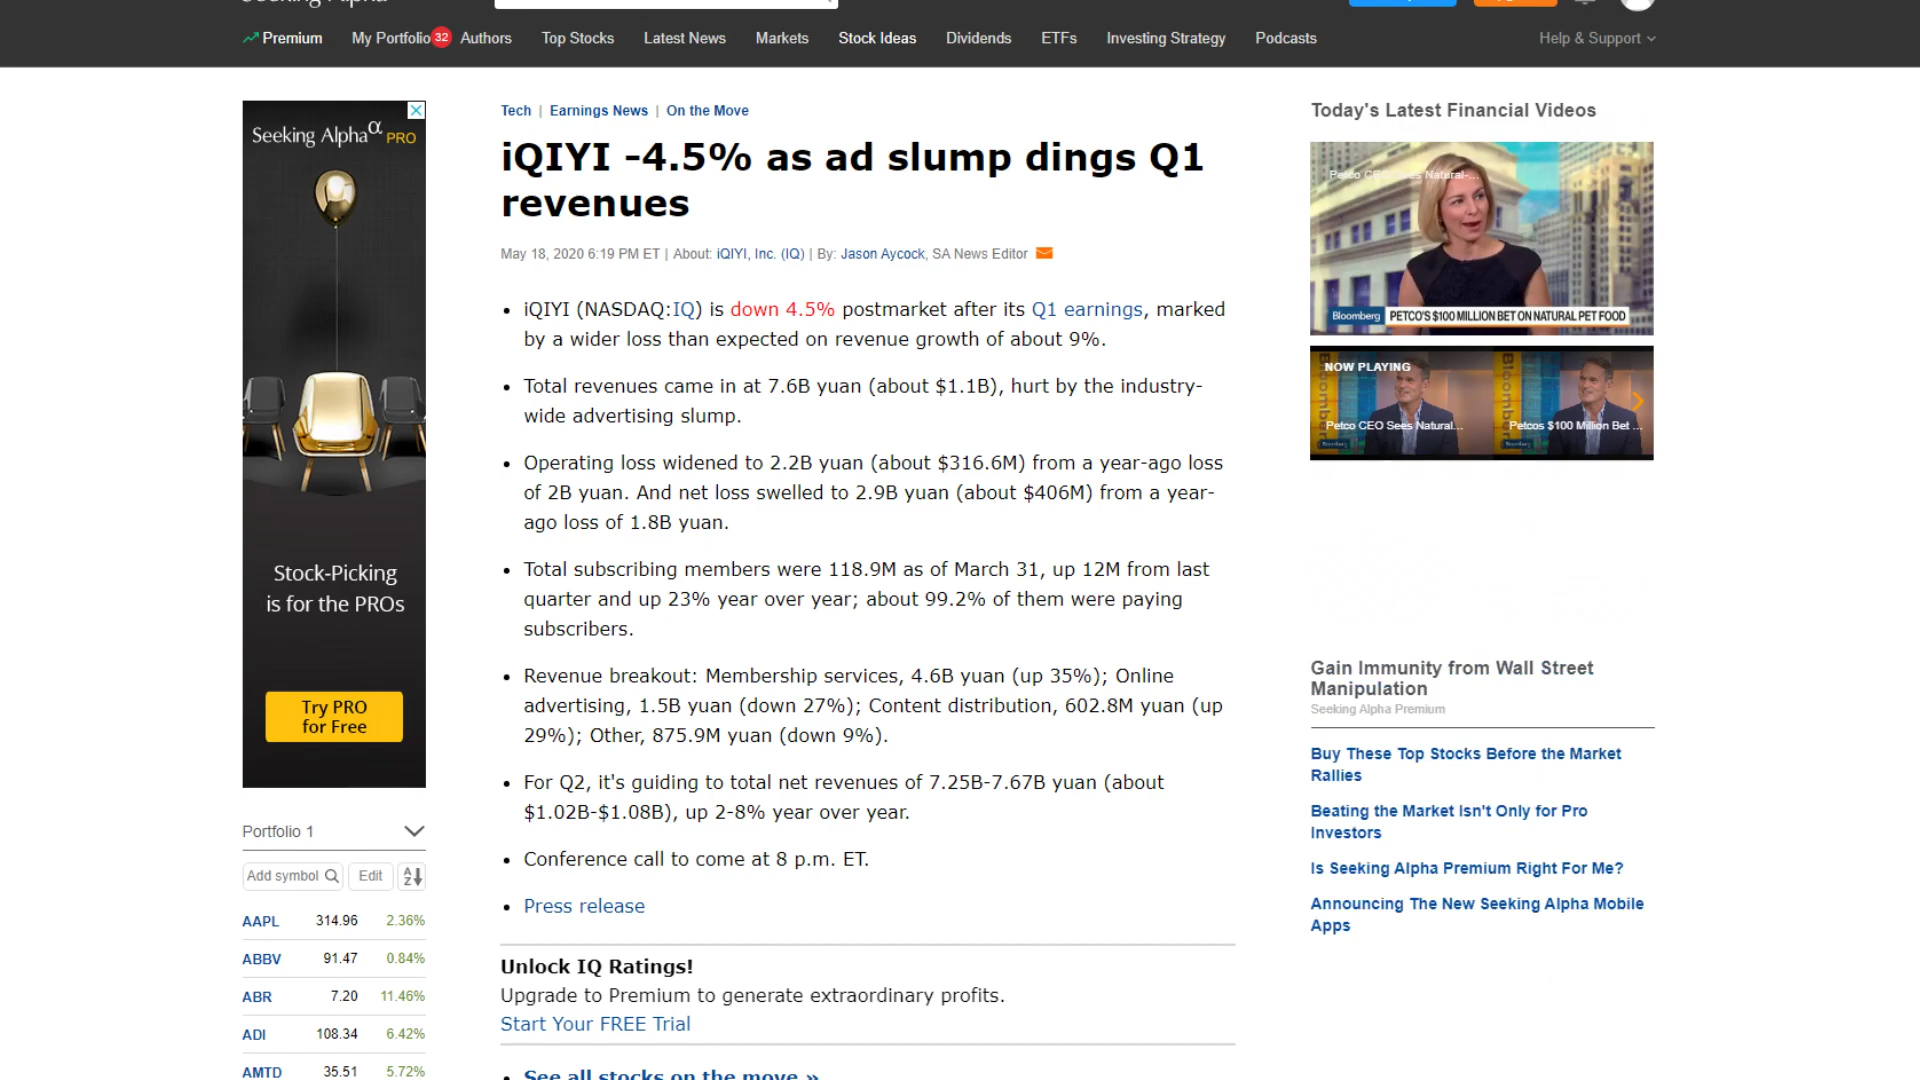 Premium My Portfolio 32 Authors Top Stocks Latest News Markets Stock Ideas Dividends ETFs Investing Strategy Podcasts Help & Support
Seeking Alphaα PRO
Stock-Picking
is for the PROs
Try PRO
for Free
Portfolio 1
Add symbol Edit AZ
AAPL 314.96 2.36%
ABBV 91.47 0.84%
ABR 7.20 11.46%
ADI 108.34 6.42%
AMTD 35.51 5.72%
Tech | Earnings News | On the Move
iQIYI -4.5% as ad slump dings Q1
revenues
May 18, 2020 6:19 PM ET | About: iQIYI, Inc. (IQ) | By: Jason Aycock, SA News Editor
• iQIYI (NASDAQ:IQ) is down 4.5% postmarket after its Q1 earnings, marked
by a wider loss than expected on revenue growth of about 9%.
• Total revenues came in at 7.6B yuan (about $1.1B), hurt by the industry-
wide advertising slump.
• Operating loss widened to 2.2B yuan (about $316.6M) from a year-ago loss
of 2B yuan. And net loss swelled to 2.9B yuan (about $406M) from a year-
ago loss of 1.8B yuan.
• Total subscribing members were 118.9M as of March 31, up 12M from last
quarter and up 23% year over year; about 99.2% of them were paying
subscribers.
• Revenue breakout: Membership services, 4.6B yuan (up 35%); Online
advertising, 1.5B yuan (down 27%); Content distribution, 602.8M yuan (up
29%); Other, 875.9M yuan (down 9%).
• For Q2, it's guiding to total net revenues of 7.25B-7.67B yuan (about
$1.02B-$1.08B), up 2-8% year over year.
• Conference call to come at 8 p.m. ET.
• Press release
Unlock IQ Ratings!
Upgrade to Premium to generate extraordinary profits.
Start Your FREE Trial
• See all stocks on the move »
Today's Latest Financial Videos
Petco CEO Sees Natural-...
Bloomberg PETCO'S $100 MILLION BET ON NATURAL PET FOOD
NOW PLAYING
Bloomberg Bloomberg
Petco CEO Sees Natural... Petcos $100 Million Bet ...
Gain Immunity from Wall Street
Manipulation
Seeking Alpha Premium
Buy These Top Stocks Before the Market
Rallies
Beating the Market Isn't Only for Pro
Investors
Is Seeking Alpha Premium Right For Me?
Announcing The New Seeking Alpha Mobile
Apps